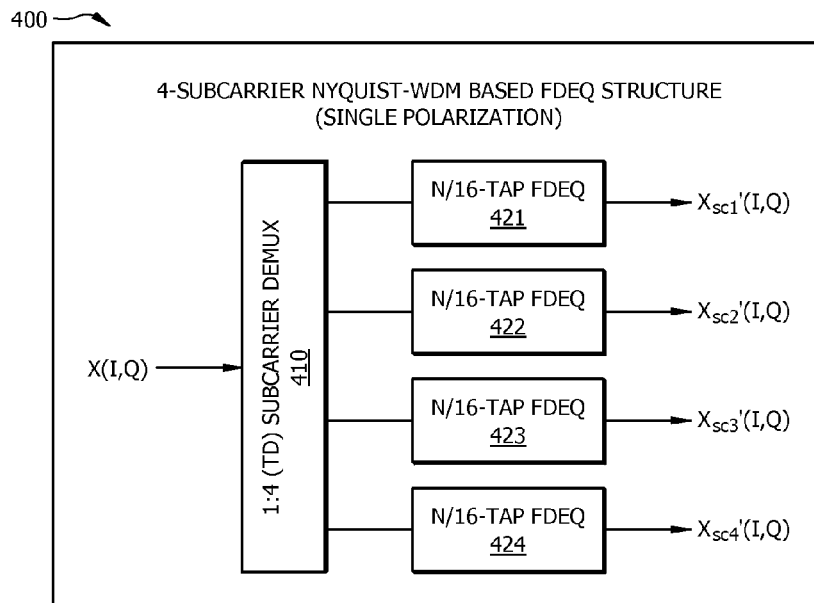 400
4-SUBCARRIER NYQUIST-WDM BASED FDEQ STRUCTURE
(SINGLE POLARIZATION)
X(I,Q)
1:4 (TD) SUBCARRIER DEMUX
410
N/16-TAP FDEQ
421
Xsc1'(I,Q)
N/16-TAP FDEQ
422
Xsc2'(I,Q)
N/16-TAP FDEQ
423
Xsc3'(I,Q)
N/16-TAP FDEQ
424
Xsc4'(I,Q)